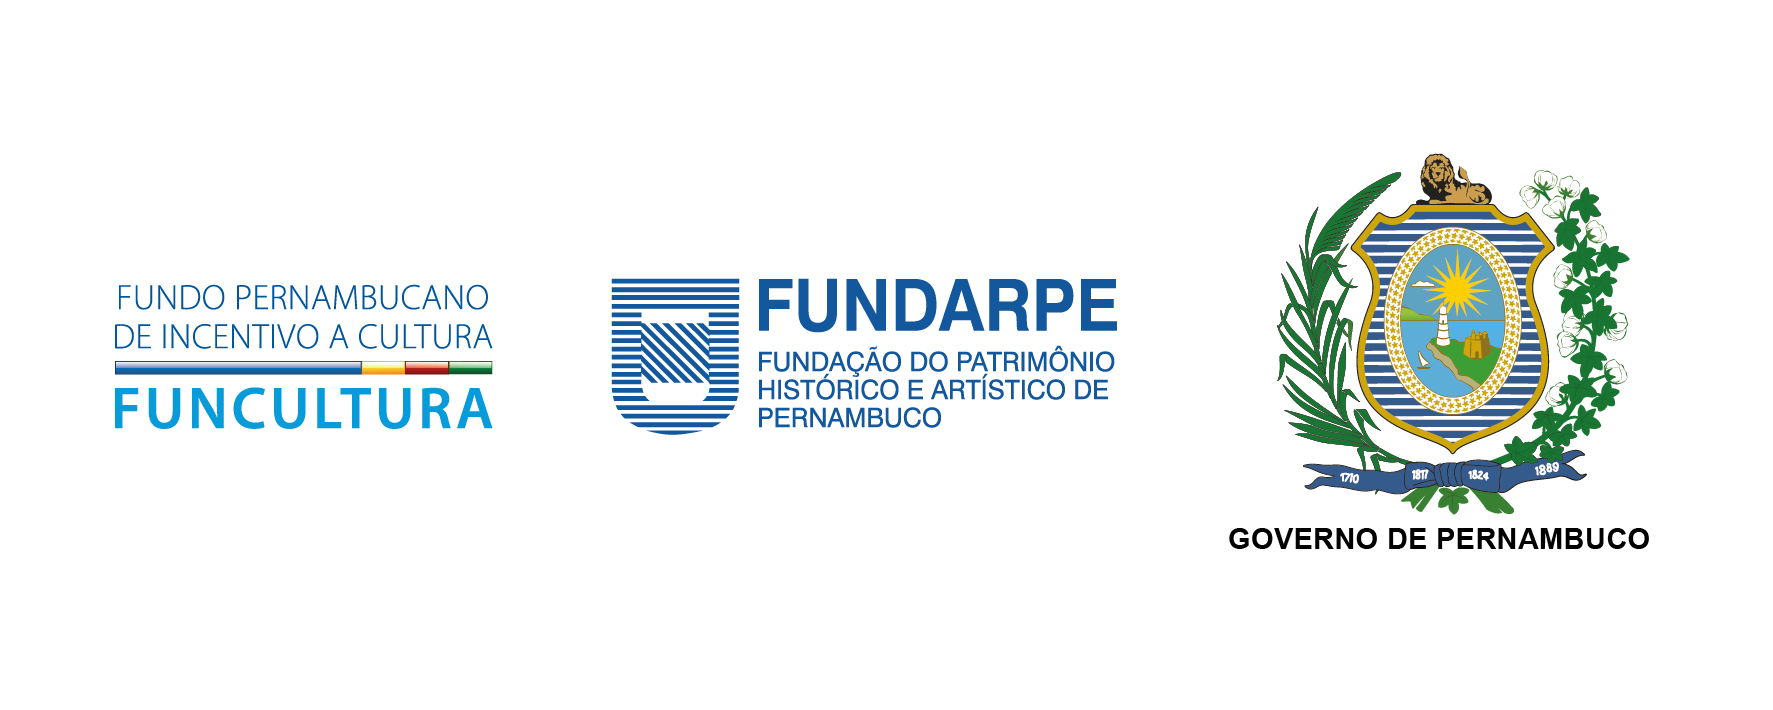 FUNDO PERNAMBUCANO
DE INCENTIVO A CULTURA
FUNCULTURA
FUNDARPE
FUNDAÇÃO DO PATRIMÔNIO
HISTÓRICO E ARTÍSTICO DE
PERNAMBUCO
1710 1817 1824 1889
GOVERNO DE PERNAMBUCO